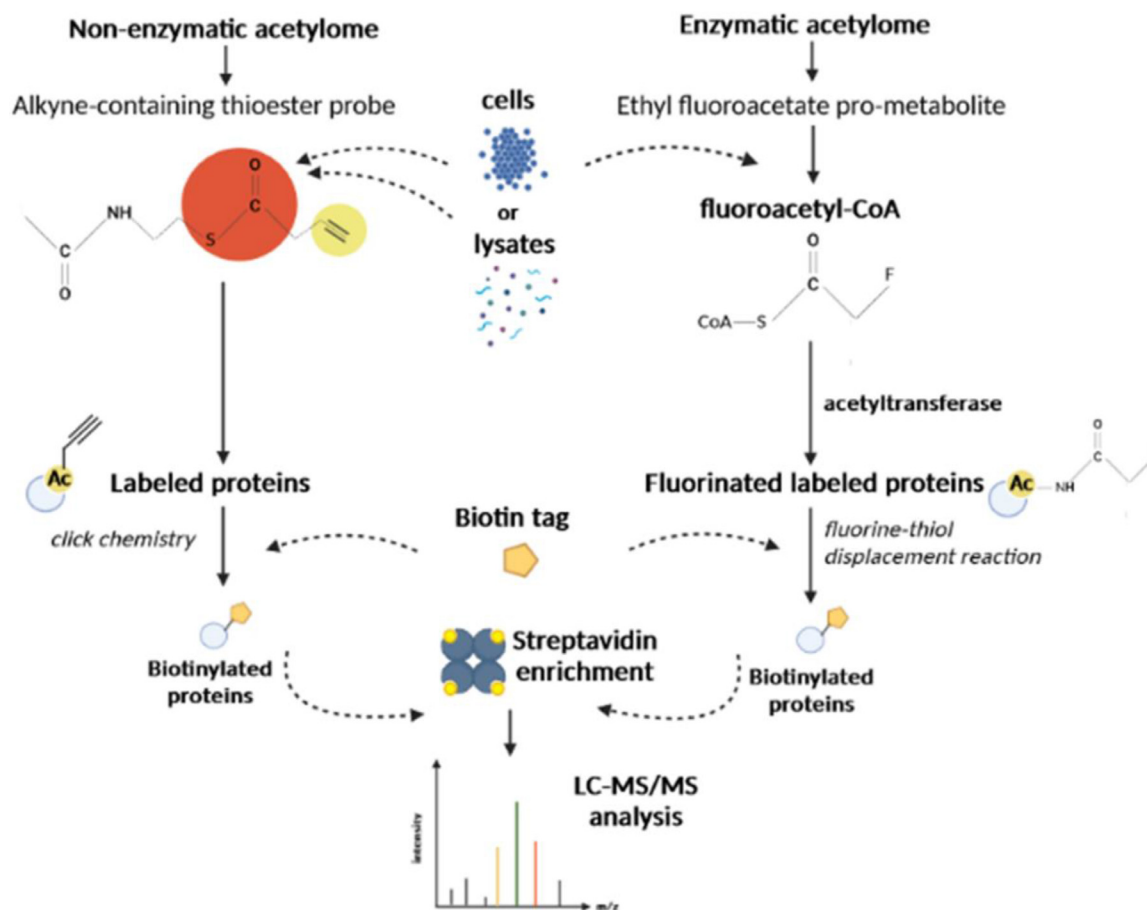 Non-enzymatic acetylome
Enzymatic acetylome
Alkyne-containing thioester probe
cells
Ethyl fluoroacetate pro-metabolite
or
lysates
O
C
S
NH
C
O
fluoroacetyl-CoA
O
C
F
CoA—S
acetyltransferase
Ac
Labeled proteins
Fluorinated labeled proteins
O
C
Ac
NH
click chemistry
Biotin tag
fluorine-thiol
displacement reaction
Biotinylated
proteins
Streptavidin
enrichment
Biotinylated
proteins
LC-MS/MS
analysis
intensity
m/z